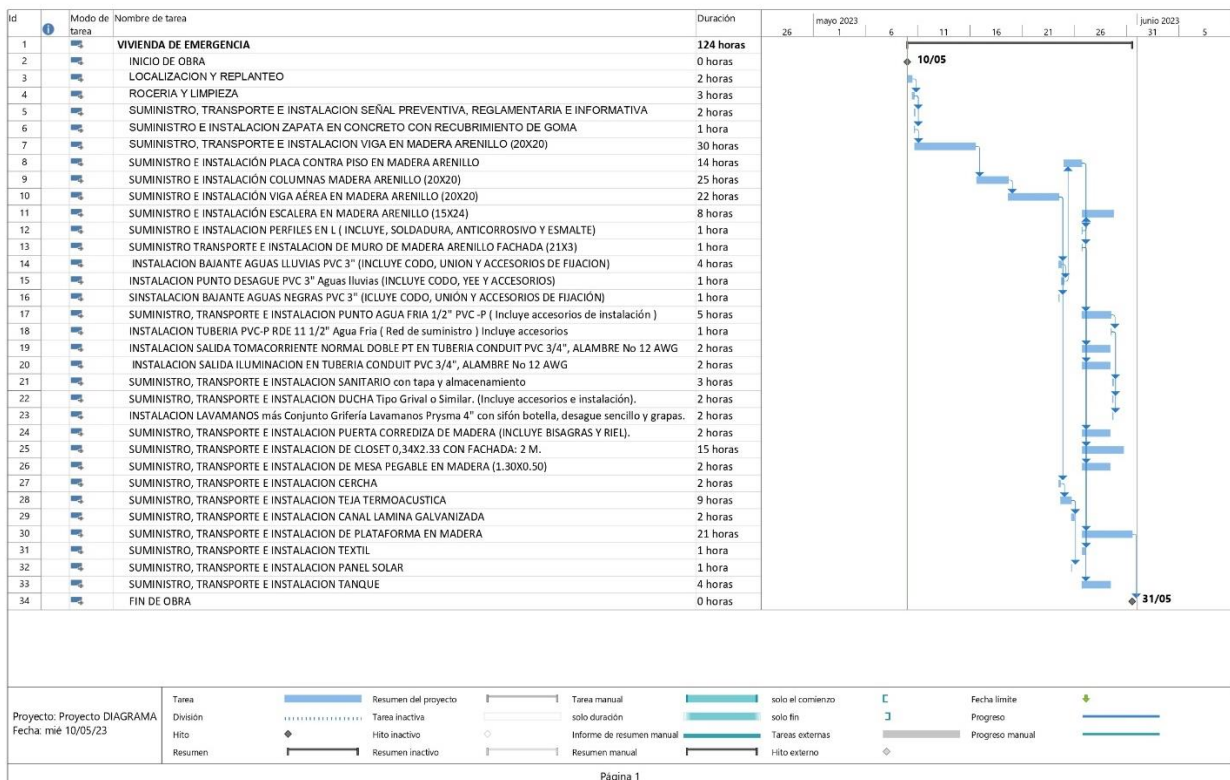 Id Modo de tarea Nombre de tarea Duración
mayo 2023 junio 2023
26 1 6 11 16 21 26 31 5
1 VIVIENDA DE EMERGENCIA 124 horas
2 INICIO DE OBRA 0 horas 10/05
3 LOCALIZACION Y REPLANTEO 2 horas
4 ROCERIA Y LIMPIEZA 3 horas
5 SUMINISTRO, TRANSPORTE E INSTALACION SEÑAL PREVENTIVA, REGLAMENTARIA E INFORMATIVA 2 horas
6 SUMINISTRO E INSTALACION ZAPATA EN CONCRETO CON RECUBRIMIENTO DE GOMA 1 hora
7 SUMINISTRO, TRANSPORTE E INSTALACION VIGA EN MADERA ARENILLO (20X20) 30 horas
8 SUMINISTRO E INSTALACIÓN PLACA CONTRA PISO EN MADERA ARENILLO 14 horas
9 SUMINISTRO E INSTALACIÓN COLUMNAS MADERA ARENILLO (20X20) 25 horas
10 SUMINISTRO E INSTALACIÓN VIGA AÉREA EN MADERA ARENILLO (20X20) 22 horas
11 SUMINISTRO E INSTALACIÓN ESCALERA EN MADERA ARENILLO (15X24) 8 horas
12 SUMINISTRO E INSTALACION PERFILES EN L ( INCLUYE, SOLDADURA, ANTICORROSIVO Y ESMALTE) 1 hora
13 SUMINISTRO TRANSPORTE E INSTALACION DE MURO DE MADERA ARENILLO FACHADA (21X3) 1 hora
14 INSTALACION BAJANTE AGUAS LLUVIAS PVC 3" (INCLUYE CODO, UNION Y ACCESORIOS DE FIJACION) 4 horas
15 INSTALACION PUNTO DESAGUE PVC 3" Aguas lluvias (INCLUYE CODO, YEE Y ACCESORIOS) 1 hora
16 SINSTALACION BAJANTE AGUAS NEGRAS PVC 3" (ICLUYE CODO, UNIÓN Y ACCESORIOS DE FIJACIÓN) 1 hora
17 SUMINISTRO, TRANSPORTE E INSTALACION PUNTO AGUA FRIA 1/2" PVC -P ( Incluye accesorios de instalación ) 5 horas
18 INSTALACION TUBERIA PVC-P RDE 11 1/2" Agua Fria ( Red de suministro ) Incluye accesorios 1 hora
19 INSTALACION SALIDA TOMACORRIENTE NORMAL DOBLE PT EN TUBERIA CONDUIT PVC 3/4", ALAMBRE No 12 AWG 2 horas
20 INSTALACION SALIDA ILUMINACION EN TUBERIA CONDUIT PVC 3/4", ALAMBRE No 12 AWG 2 horas
21 SUMINISTRO, TRANSPORTE E INSTALACION SANITARIO con tapa y almacenamiento 3 horas
22 SUMINISTRO, TRANSPORTE E INSTALACION DUCHA Tipo Grival o Similar. (Incluye accesorios e instalación). 2 horas
23 INSTALACION LAVAMANOS más Conjunto Grifería Lavamanos Prysma 4" con sifón botella, desague sencillo y grapas. 2 horas
24 SUMINISTRO, TRANSPORTE E INSTALACION PUERTA CORREDIZA DE MADERA (INCLUYE BISAGRAS Y RIEL). 2 horas
25 SUMINISTRO, TRANSPORTE E INSTALACION DE CLOSET 0,34X2.33 CON FACHADA: 2 M. 15 horas
26 SUMINISTRO, TRANSPORTE E INSTALACION DE MESA PEGABLE EN MADERA (1.30X0.50) 2 horas
27 SUMINISTRO, TRANSPORTE E INSTALACION CERCHA 2 horas
28 SUMINISTRO, TRANSPORTE E INSTALACION TEJA TERMOACUSTICA 9 horas
29 SUMINISTRO, TRANSPORTE E INSTALACION CANAL LAMINA GALVANIZADA 2 horas
30 SUMINISTRO, TRANSPORTE E INSTALACION DE PLATAFORMA EN MADERA 21 horas
31 SUMINISTRO, TRANSPORTE E INSTALACION TEXTIL 1 hora
32 SUMINISTRO, TRANSPORTE E INSTALACION PANEL SOLAR 1 hora
33 SUMINISTRO, TRANSPORTE E INSTALACION TANQUE 4 horas
34 FIN DE OBRA 0 horas 31/05
Proyecto: Proyecto DIAGRAMA
Fecha: mié 10/05/23
Tarea Resumen del proyecto Tarea manual solo el comienzo Fecha límite
División Tarea inactiva solo duración solo fin Progreso
Hito Hito inactivo Informe de resumen manual Tareas externas Progreso manual
Resumen Resumen inactivo Resumen manual Hito externo
Página 1